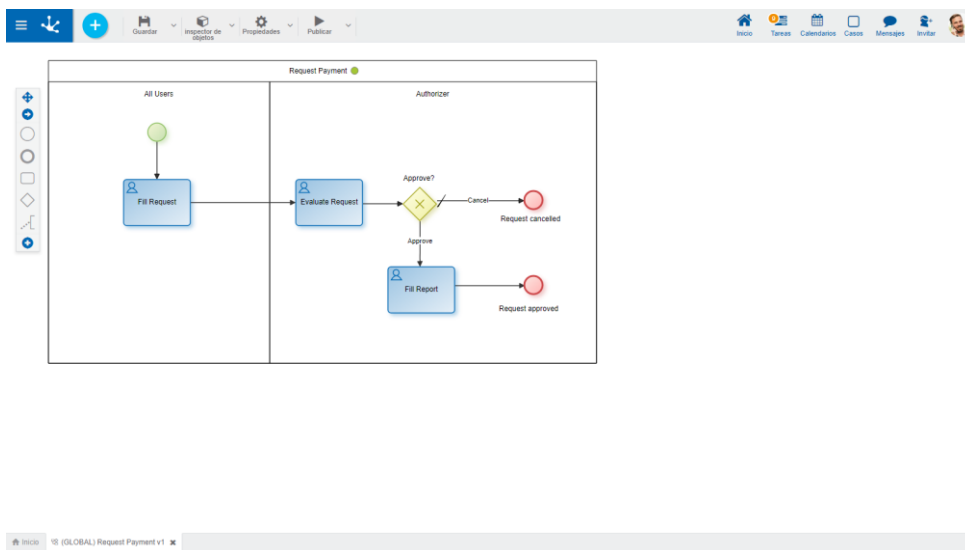 Guardar
Inspector de
objetos
Propiedades
Publicar
Inicio
Tareas
Calendarios
Casos
Mensajes
Invitar
Request Payment
All Users
Authorizer
Fill Request
Evaluate Request
Approve?
Cancel
Request cancelled
Approve
Fill Report
Request approved
Inicio
(GLOBAL) Request Payment v1